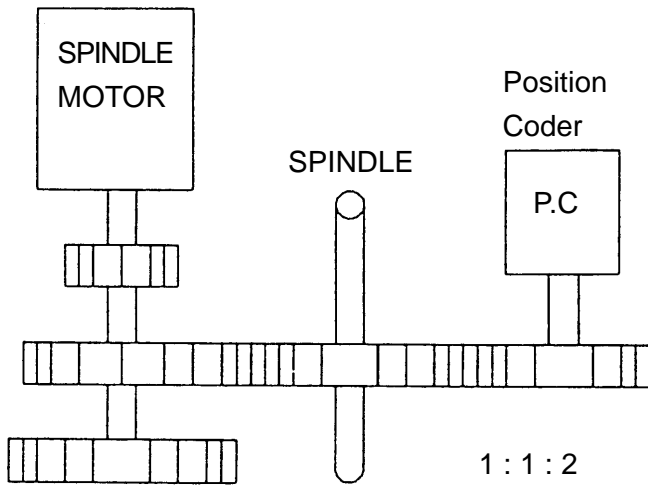 SPINDLE
MOTOR
Position
Coder
SPINDLE
P.C
1 : 1 : 2